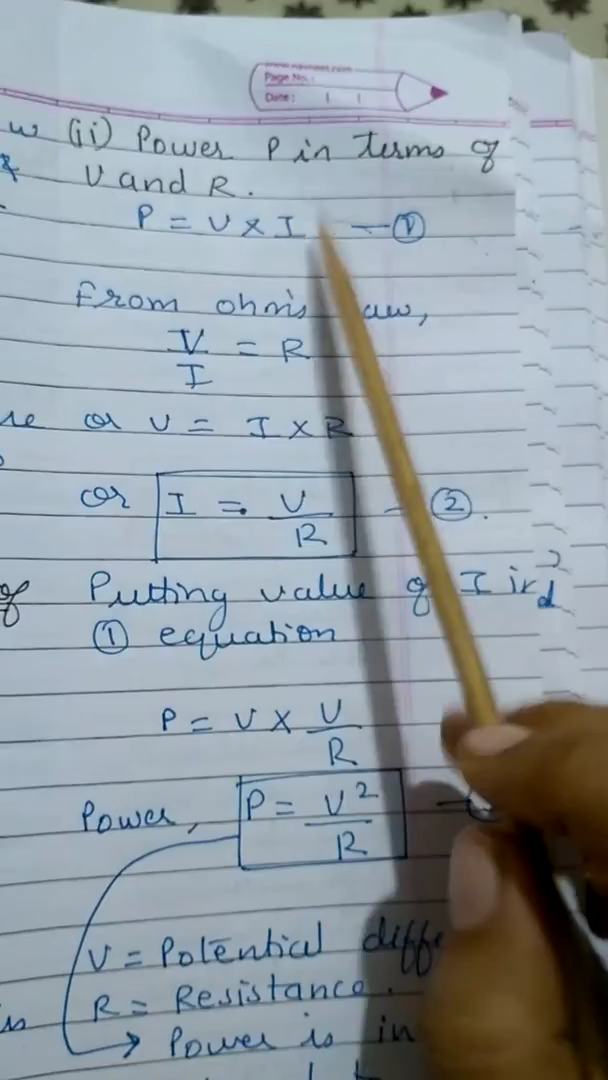 Page No.:
Date:
(ii) Power P in terms of
V and R.
P = V × I — ①
From ohm's law,
V/I = R
or V = I × R
or I = V/R — ②.
Putting value of I in
① equation
P = V × V/R
Power, P = V²/R
V = Potential
R = Resistance.
Power is in